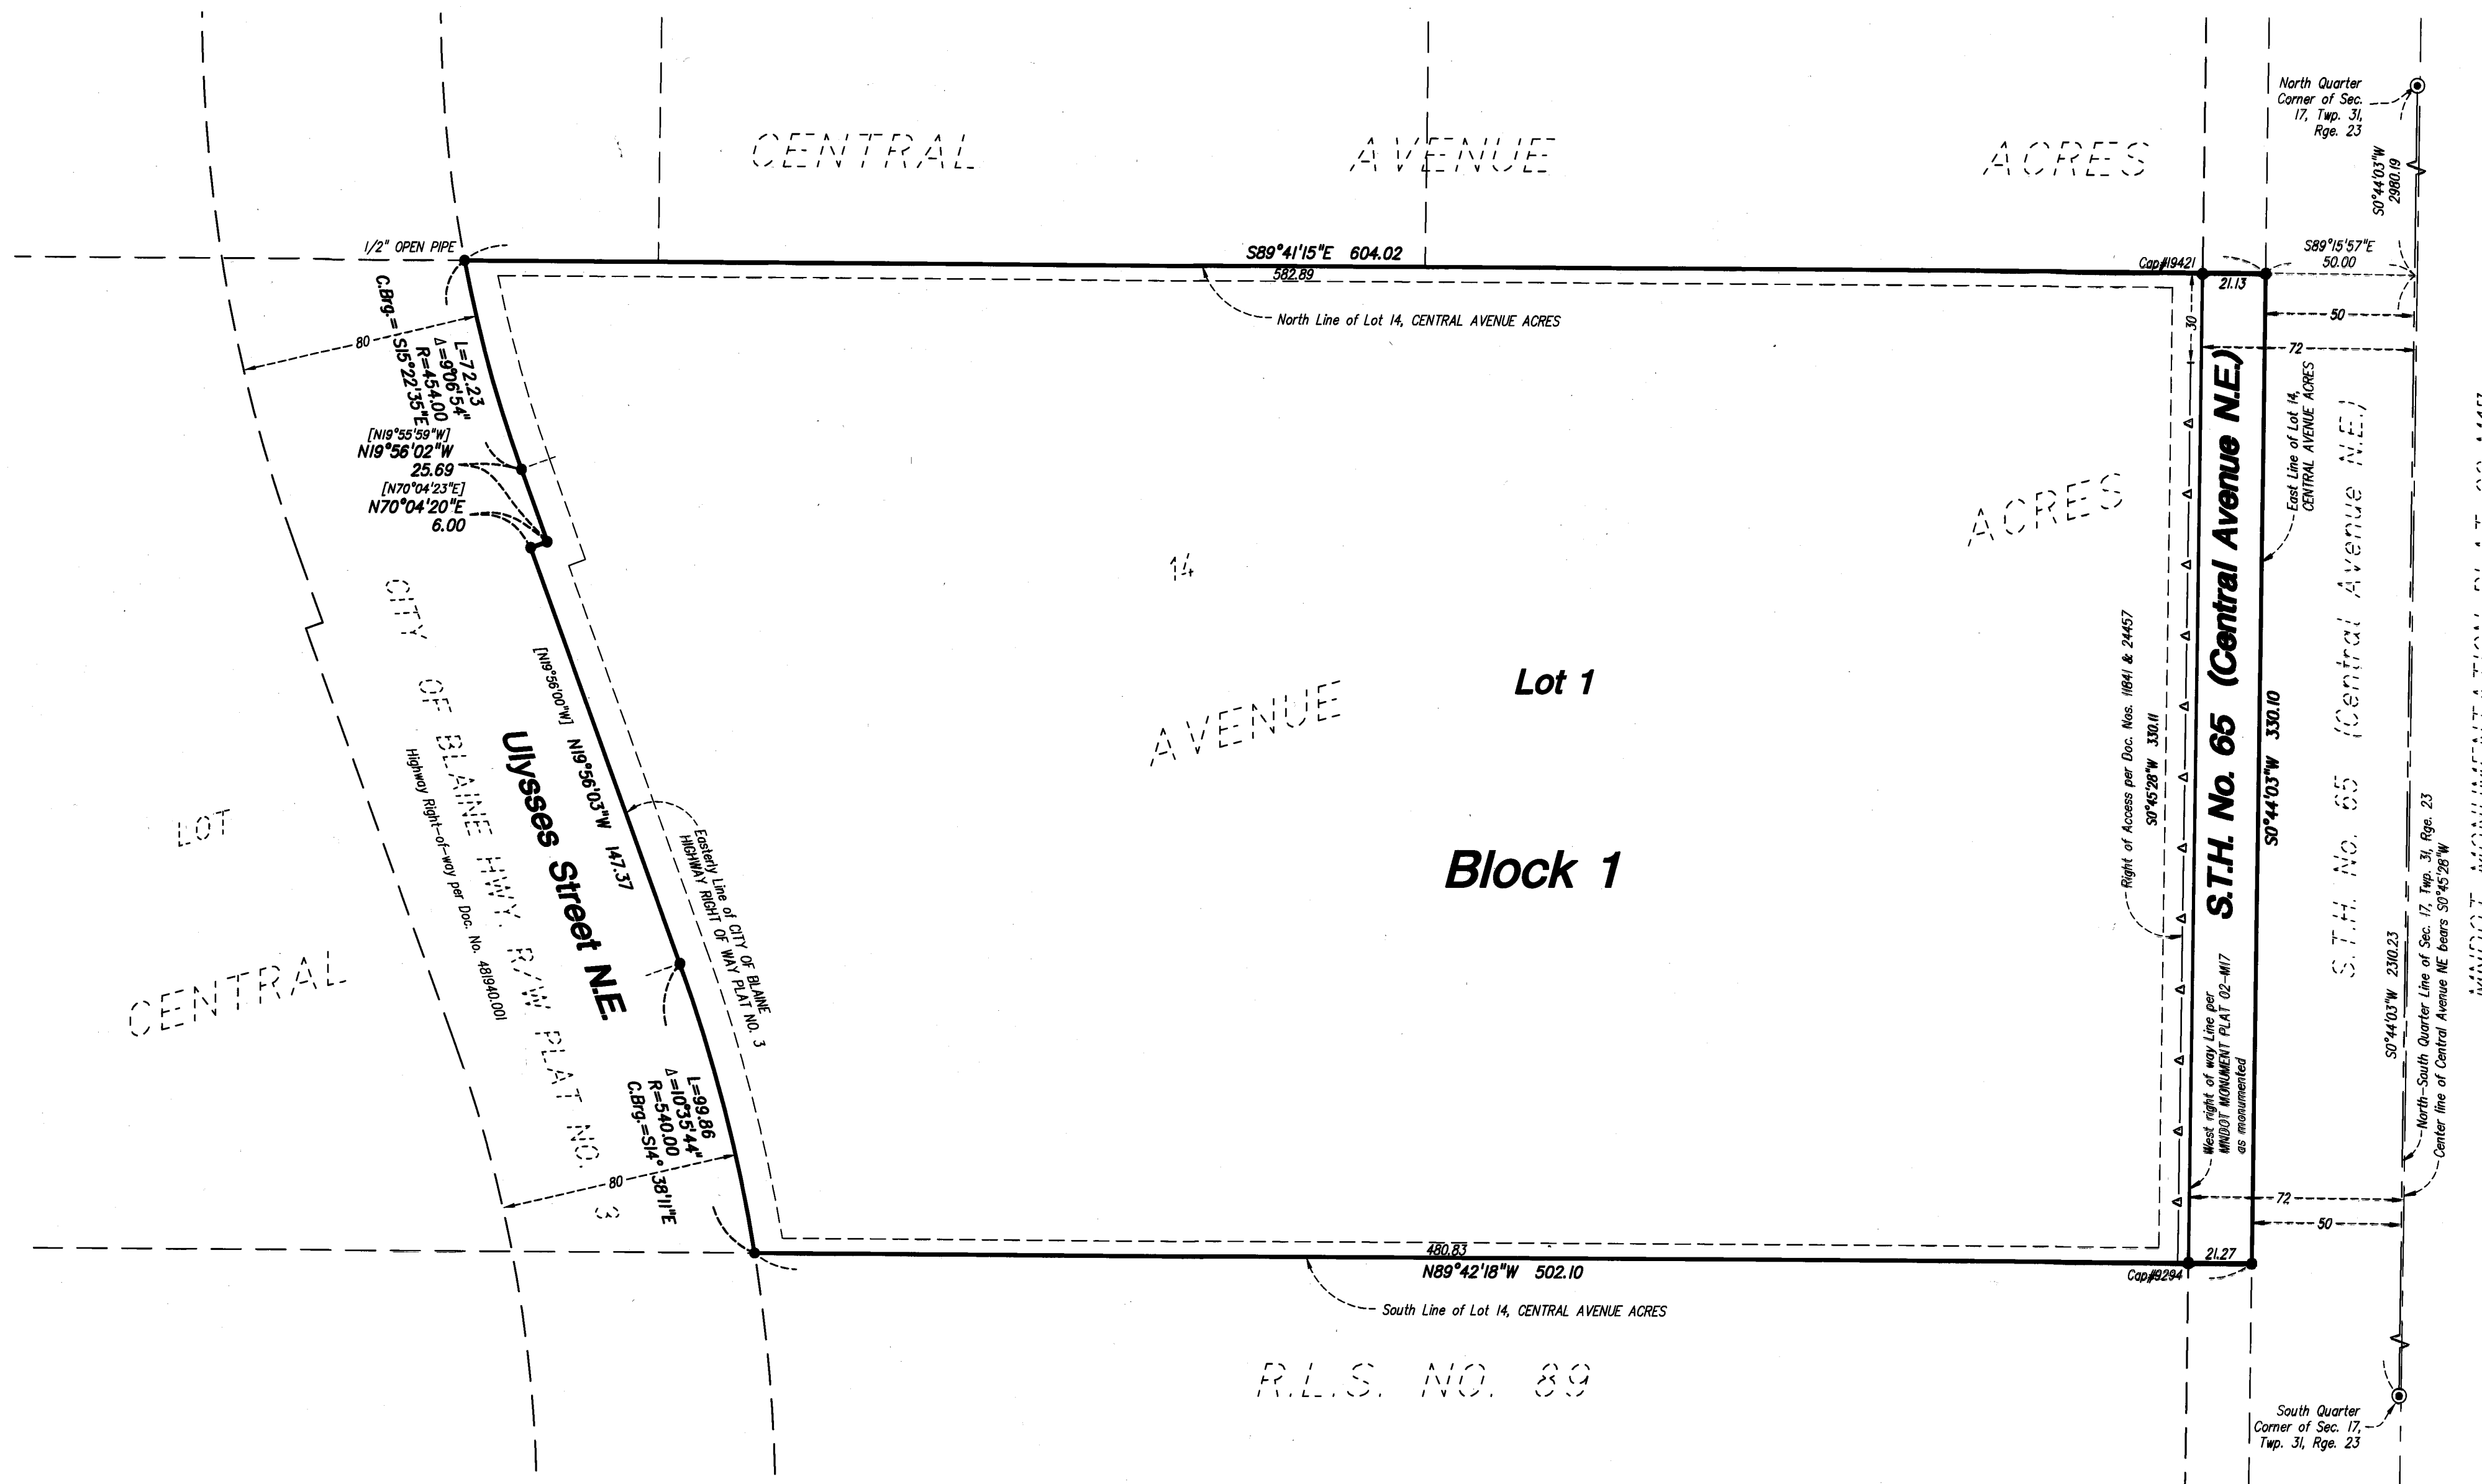 CENTRAL AVENUE ACRES
North Quarter
Corner of Sec.
17, Twp. 31,
Rge. 23
S0°44'03"W
2980.19
1/2" OPEN PIPE
S89°41'15"E 604.02
582.89
North Line of Lot 14, CENTRAL AVENUE ACRES
Cap#19421
21.13
S89°15'57"E
50.00
50
72
30
80
L=72.23
Δ=9°06'54"
R=454.00
C.Brg.=S15°22'35"E
[N19°55'59"W]
N19°56'02"W
25.69
[N70°04'23"E]
N70°04'20"E
6.00
[N19°56'00"W] N19°56'03"W 147.37
CITY OF BLAINE HWY. R/W PLAT NO. 3
Highway Right-of-way per Doc. No. 481940.001
Ulysses Street N.E.
Easterly Line of CITY OF BLAINE
HIGHWAY RIGHT OF WAY PLAT NO. 3
LOT
14
CENTRAL
AVENUE
ACRES
Lot 1
Block 1
Right of Access per Doc. Nos. 11841 & 24457
S0°45'28"W 330.11
S.T.H. No. 65 (Central Avenue N.E.)
West right of way Line per
MNDOT MONUMENT PLAT 02-M17
as monumented
East Line of Lot 14,
CENTRAL AVENUE ACRES
S0°44'03"W 330.10
S.T.H. No. 65 (Central Avenue N.E.)
S0°44'03"W 2310.23
North-South Quarter Line of Sec. 17, Twp. 31, Rge. 23
Center line of Central Avenue NE bears S0°45'28"W
L=99.86
Δ=10°35'44"
R=540.00
C.Brg.=S14°38'11"E
80
72
50
480.83
N89°42'18"W 502.10
South Line of Lot 14, CENTRAL AVENUE ACRES
21.27
Cap#9294
R.L.S. NO. 89
South Quarter
Corner of Sec. 17,
Twp. 31, Rge. 23